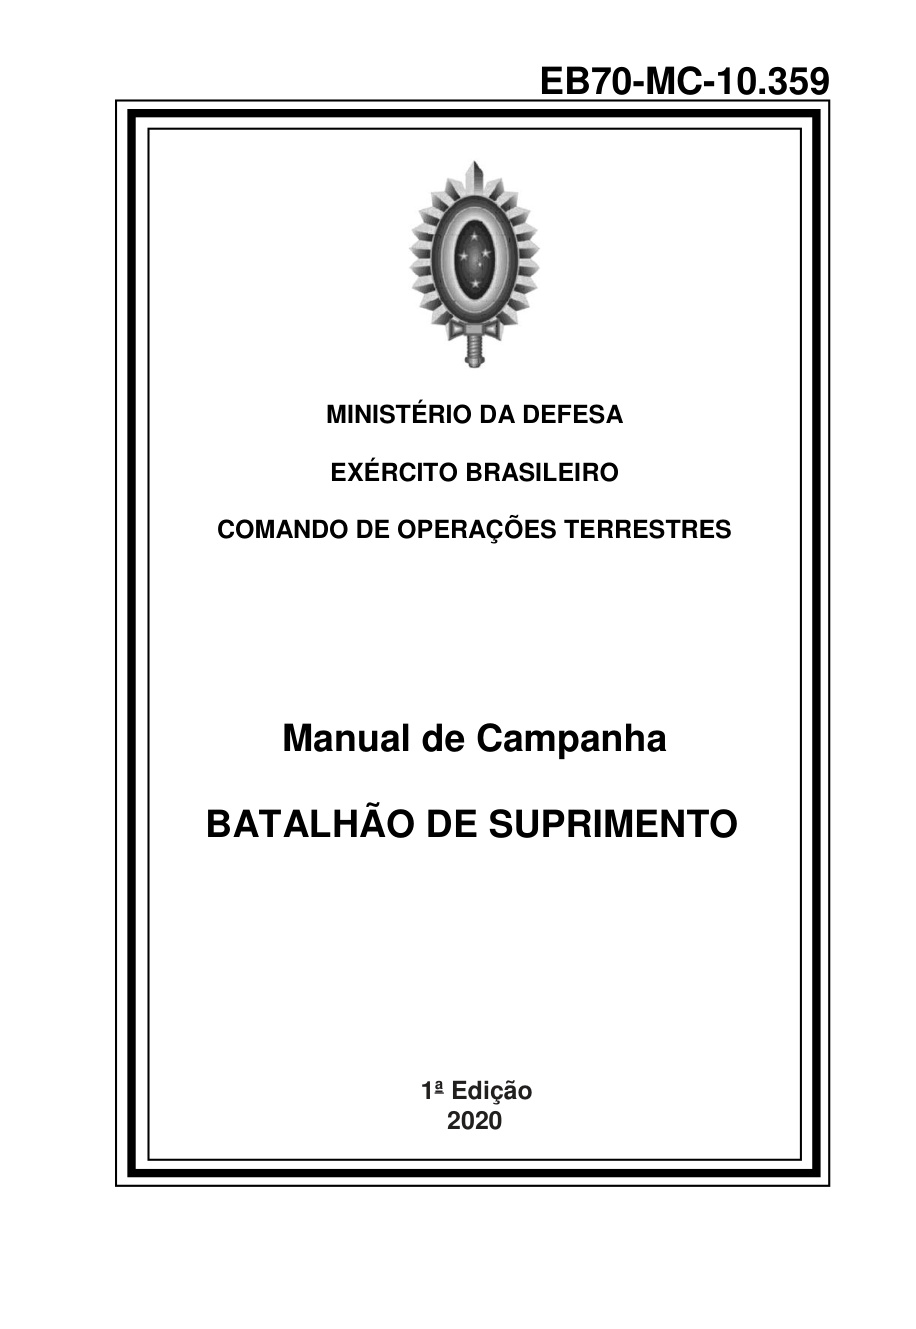 EB70-MC-10.359
MINISTÉRIO DA DEFESA
EXÉRCITO BRASILEIRO
COMANDO DE OPERAÇÕES TERRESTRES
Manual de Campanha
BATALHÃO DE SUPRIMENTO
1ª Edição
2020